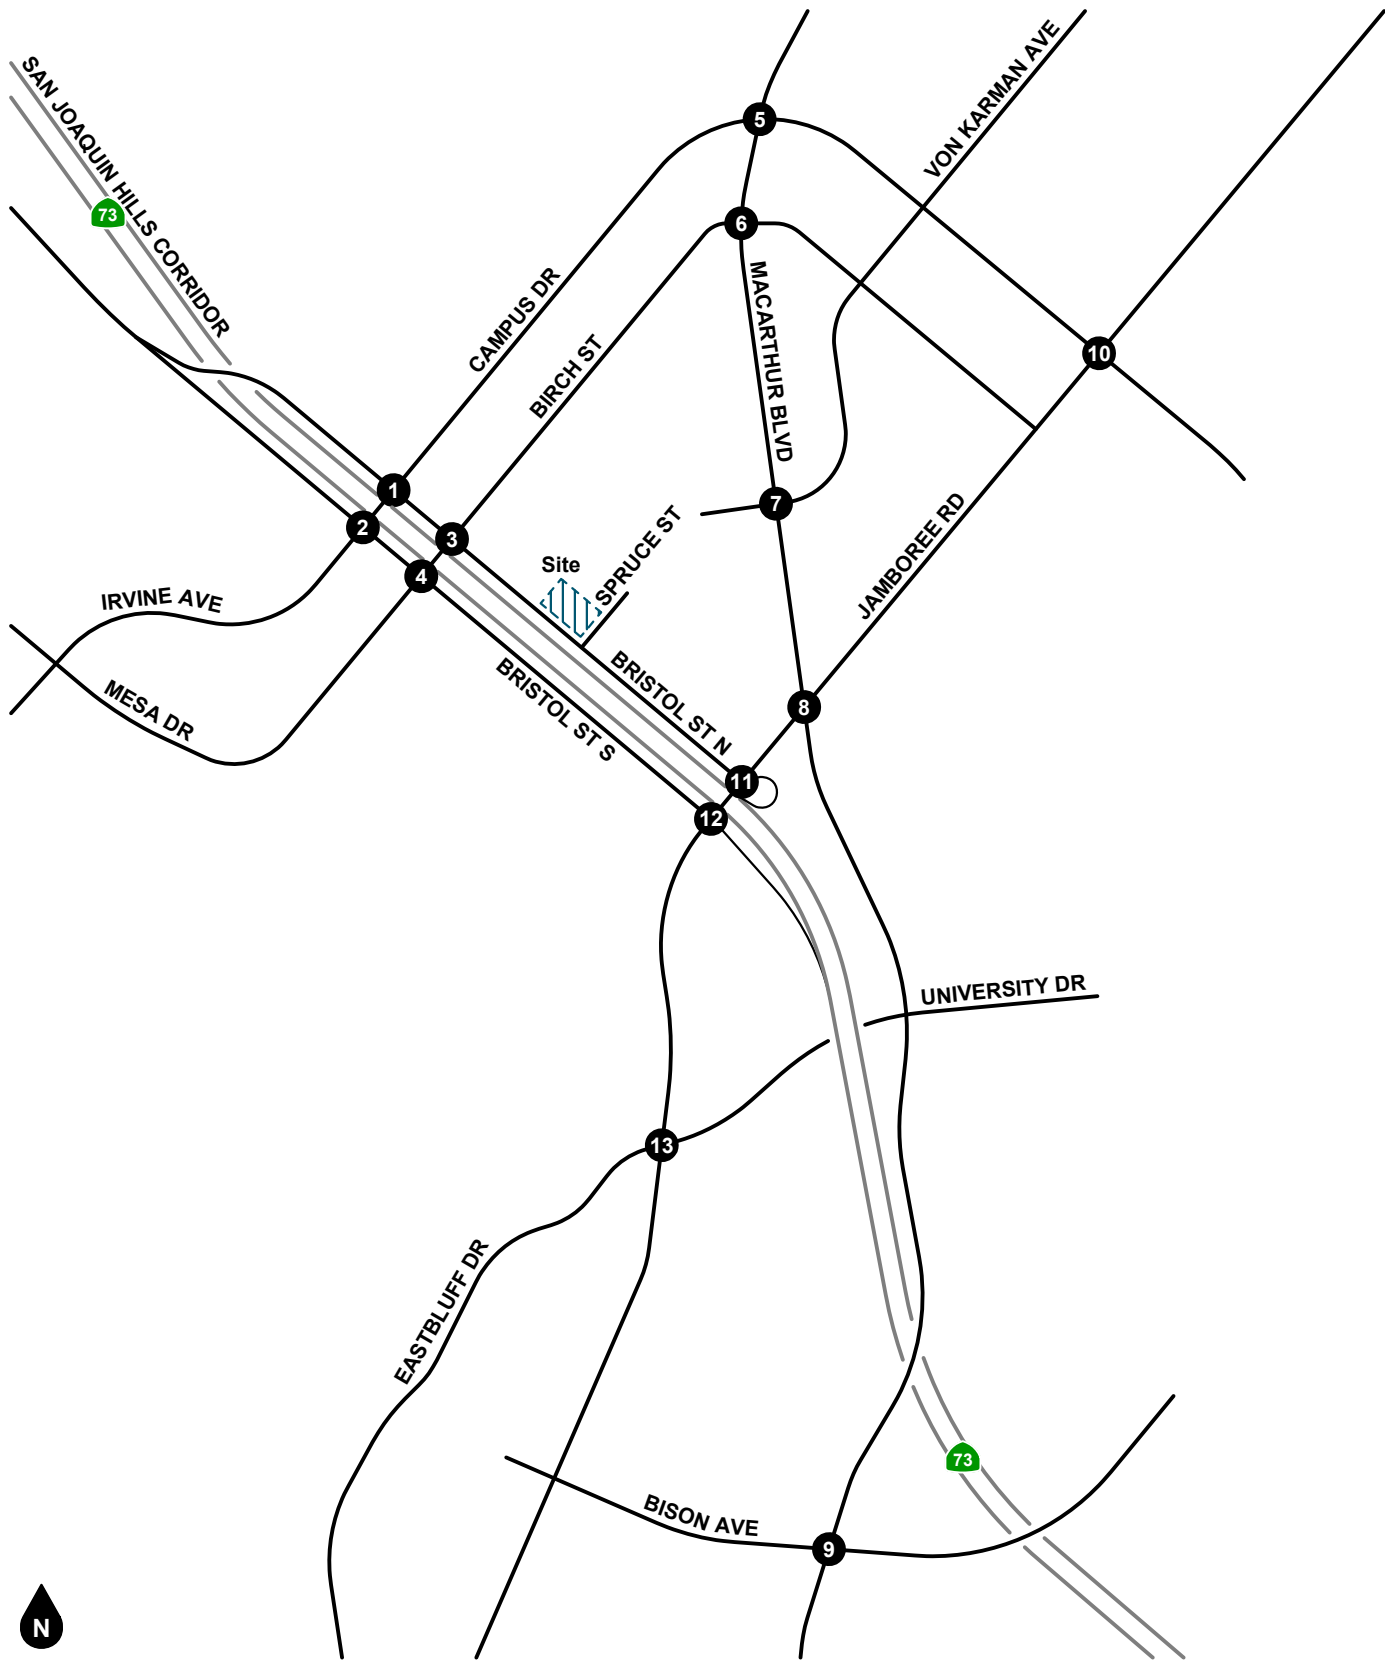 SAN JOAQUIN HILLS CORRIDOR
73
5
VON KARMAN AVE
6
CAMPUS DR
MACARTHUR BLVD
BIRCH ST
10
1
7
2
3
SPRUCE ST
JAMBOREE RD
Site
4
IRVINE AVE
MESA DR
BRISTOL ST S
BRISTOL ST N
8
11
12
UNIVERSITY DR
13
EASTBLUFF DR
73
BISON AVE
9
N